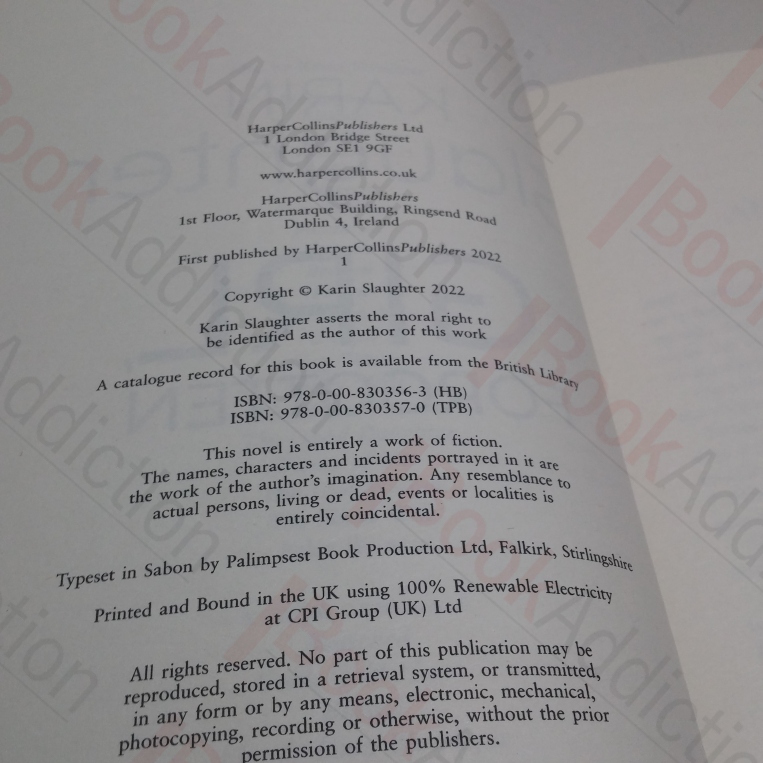 HarperCollinsPublishers Ltd
1 London Bridge Street
London SE1 9GF
www.harpercollins.co.uk
HarperCollinsPublishers
1st Floor, Watermarque Building, Ringsend Road
Dublin 4, Ireland
First published by HarperCollinsPublishers 2022
1
Copyright © Karin Slaughter 2022
Karin Slaughter asserts the moral right to
be identified as the author of this work
A catalogue record for this book is available from the British Library
ISBN: 978-0-00-830356-3 (HB)
ISBN: 978-0-00-830357-0 (TPB)
This novel is entirely a work of fiction.
The names, characters and incidents portrayed in it are
the work of the author's imagination. Any resemblance to
actual persons, living or dead, events or localities is
entirely coincidental.
Typeset in Sabon by Palimpsest Book Production Ltd, Falkirk, Stirlingshire
Printed and Bound in the UK using 100% Renewable Electricity
at CPI Group (UK) Ltd
All rights reserved. No part of this publication may be
reproduced, stored in a retrieval system, or transmitted,
in any form or by any means, electronic, mechanical,
photocopying, recording or otherwise, without the prior
permission of the publishers.
BookAddiction
BookAddiction
BookAddiction
BookAddiction